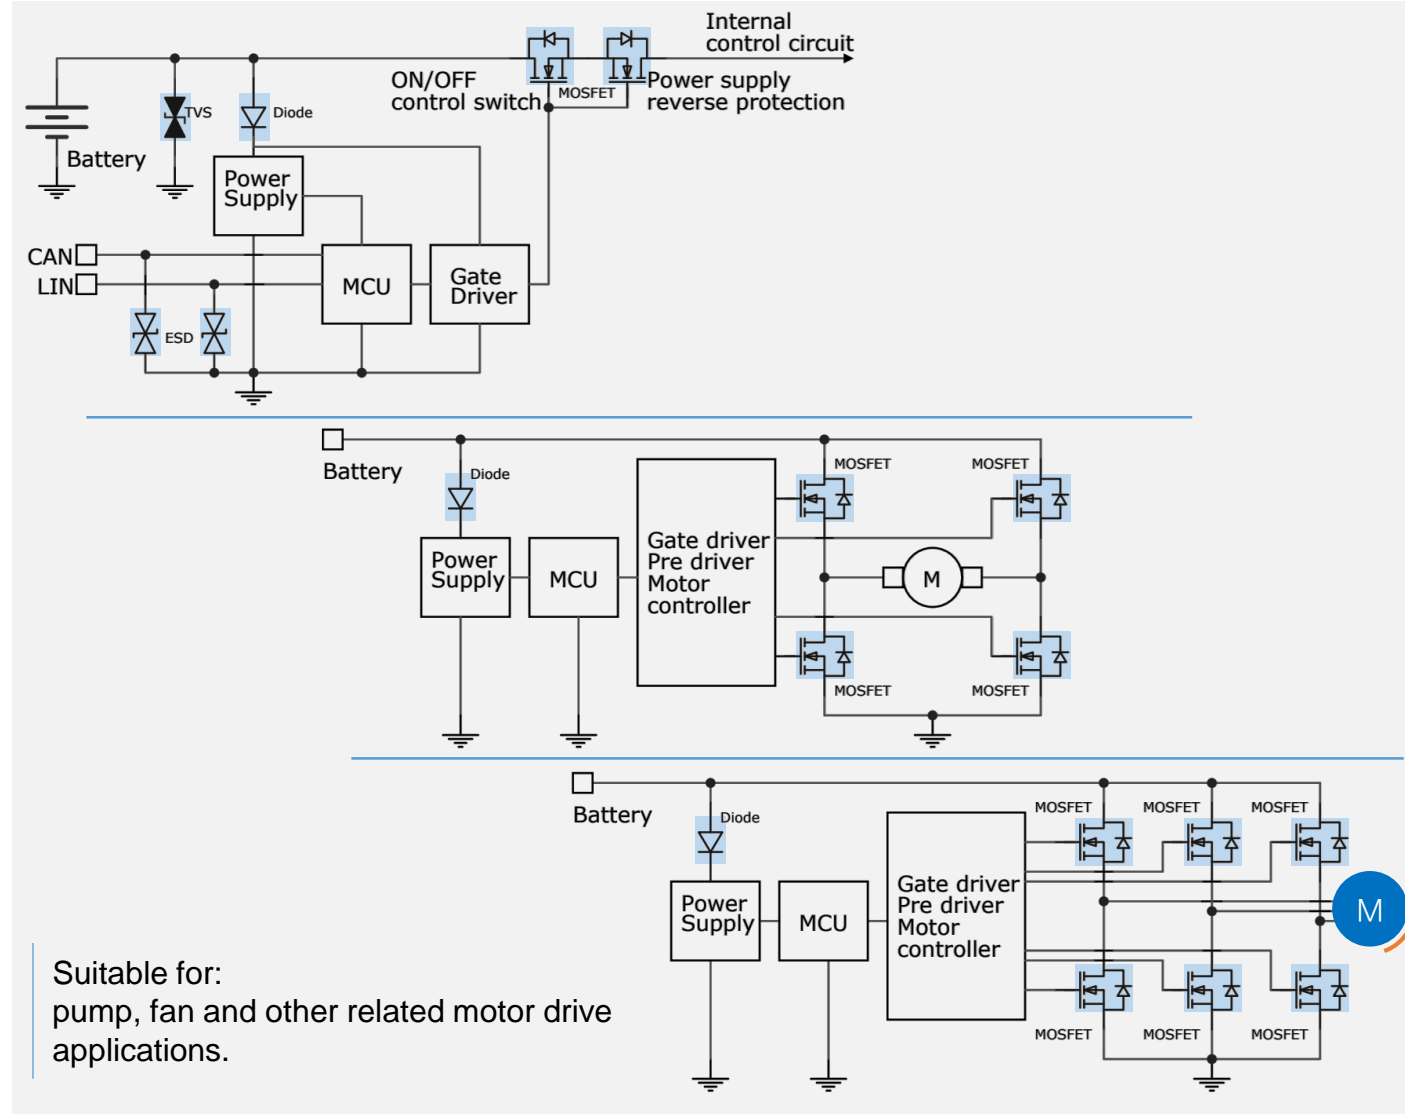 Internal
control circuit
ON/OFF
control switch
MOSFET
Power supply
reverse protection
TVS
Diode
Battery
Power
Supply
CAN
LIN
MCU
Gate
Driver
ESD
Battery
Diode
MOSFET
MOSFET
Power
Supply
MCU
Gate driver
Pre driver
Motor
controller
M
MOSFET
MOSFET
Battery
Diode
MOSFET
MOSFET
MOSFET
Power
Supply
MCU
Gate driver
Pre driver
Motor
controller
M
MOSFET
MOSFET
MOSFET
Suitable for:
pump, fan and other related motor drive
applications.